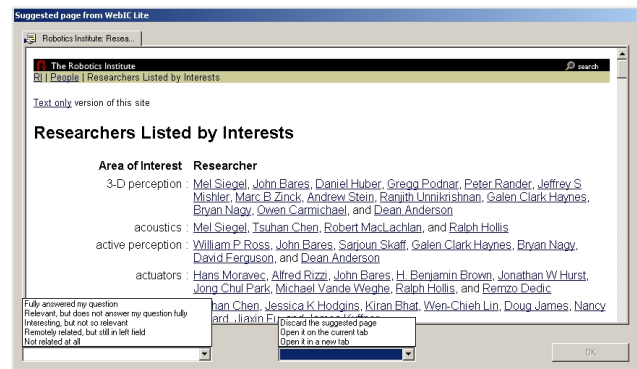 Suggested page from WebIC Lite
Robotics Institute: Resea...
The Robotics Institute search
RI | People | Researchers Listed by Interests
Text only version of this site
Researchers Listed by Interests
Area of Interest Researcher
3-D perception : Mel Siegel, John Bares, Daniel Huber, Gregg Podnar, Peter Rander, Jeffrey S
Mishler, Marc B Zinck, Andrew Stein, Ranjith Unnikrishnan, Galen Clark Haynes,
Bryan Nagy, Owen Carmichael, and Dean Anderson
acoustics : Mel Siegel, Tsuhan Chen, Robert MacLachlan, and Ralph Hollis
active perception : William P Ross, John Bares, Sarjoun Skaff, Galen Clark Haynes, Bryan Nagy,
David Ferguson, and Dean Anderson
actuators : Hans Moravec, Alfred Rizzi, John Bares, H. Benjamin Brown, Jonathan W Hurst,
Jong Chul Park, Michael Vande Weghe, Ralph Hollis, and Remzo Dedic
han Chen, Jessica K Hodgins, Kiran Bhat, Wen-Chieh Lin, Doug James, Nancy
Fully answered my question
Relevant, but does not answer my question fully
Interesting, but not so relevant
Remotely related, but still in left field
Not related at all
Discard the suggested page
Open it on the current tab
Open it in a new tab
OK